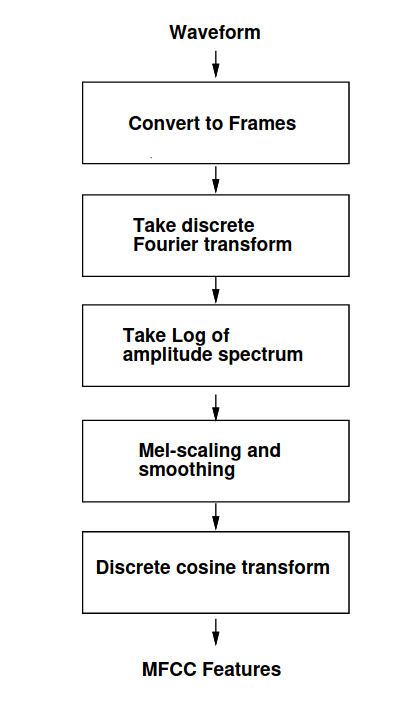 Waveform
Convert to Frames
Take discrete
Fourier transform
Take Log of
amplitude spectrum
Mel-scaling and
smoothing
Discrete cosine transform
MFCC Features